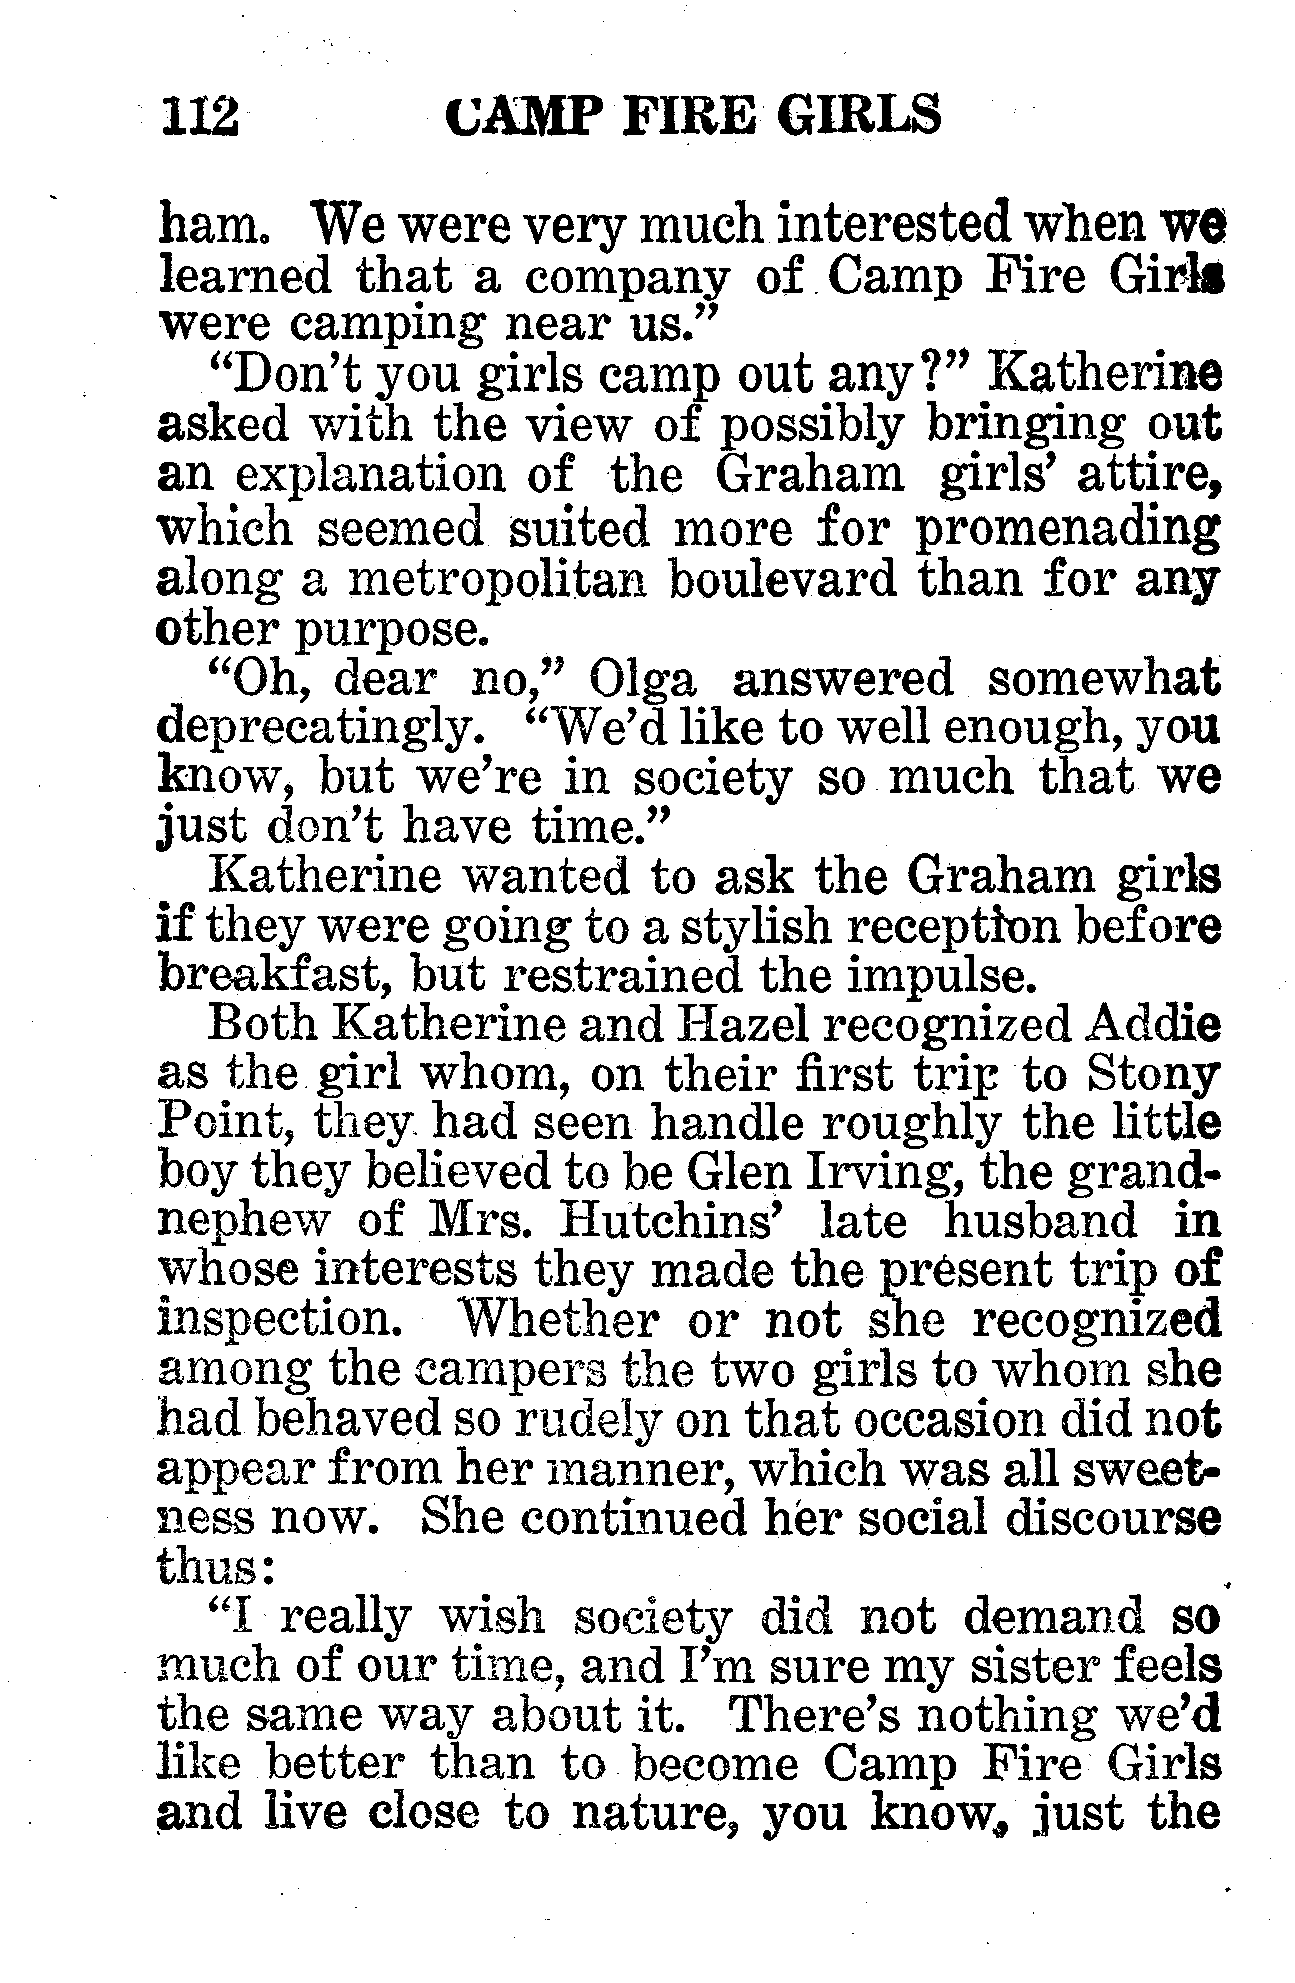 112 CAMP FIRE GIRLS
ham. We were very much interested when we
learned that a company of Camp Fire Girls
were camping near us.”
“Don’t you girls camp out any?” Katherine
asked with the view of possibly bringing out
an explanation of the Graham girls’ attire,
which seemed suited more for promenading
along a metropolitan boulevard than for any
other purpose.
“Oh, dear no,” Olga answered somewhat
deprecatingly. “We’d like to well enough, you
know, but we’re in society so much that we
just don’t have time.”
Katherine wanted to ask the Graham girls
if they were going to a stylish reception before
breakfast, but restrained the impulse.
Both Katherine and Hazel recognized Addie
as the girl whom, on their first trip to Stony
Point, they had seen handle roughly the little
boy they believed to be Glen Irving, the grand-
nephew of Mrs. Hutchins’ late husband in
whose interests they made the present trip of
inspection. Whether or not she recognized
among the campers the two girls to whom she
had behaved so rudely on that occasion did not
appear from her manner, which was all sweet-
ness now. She continued her social discourse
thus:
“I really wish society did not demand so
much of our time, and I’m sure my sister feels
the same way about it. There’s nothing we’d
like better than to become Camp Fire Girls
and live close to nature, you know, just the